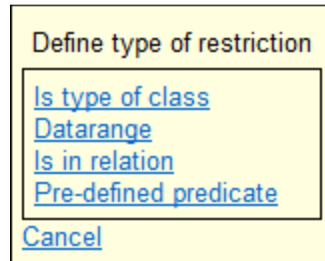 Define type of restriction
Is type of class
Datarange
Is in relation
Pre-defined predicate
Cancel